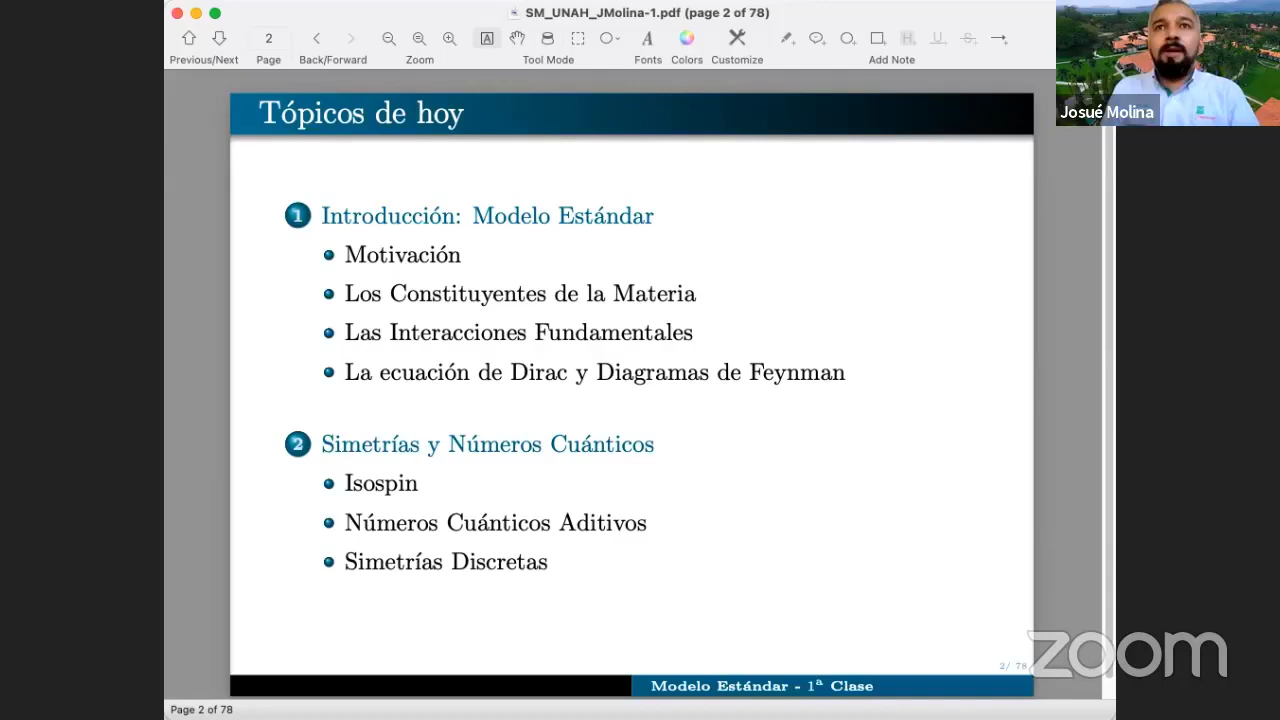 SM_UNAH_JMolina-1.pdf (page 2 of 78)
2
Previous/Next Page Back/Forward Zoom Tool Mode Fonts Colors Customize Add Note
Josué Molina
Tópicos de hoy
1 Introducción: Modelo Estándar
Motivación
Los Constituyentes de la Materia
Las Interacciones Fundamentales
La ecuación de Dirac y Diagramas de Feynman
2 Simetrías y Números Cuánticos
Isospin
Números Cuánticos Aditivos
Simetrías Discretas
2/ 78
Modelo Estándar - 1ª Clase
zoom
Page 2 of 78